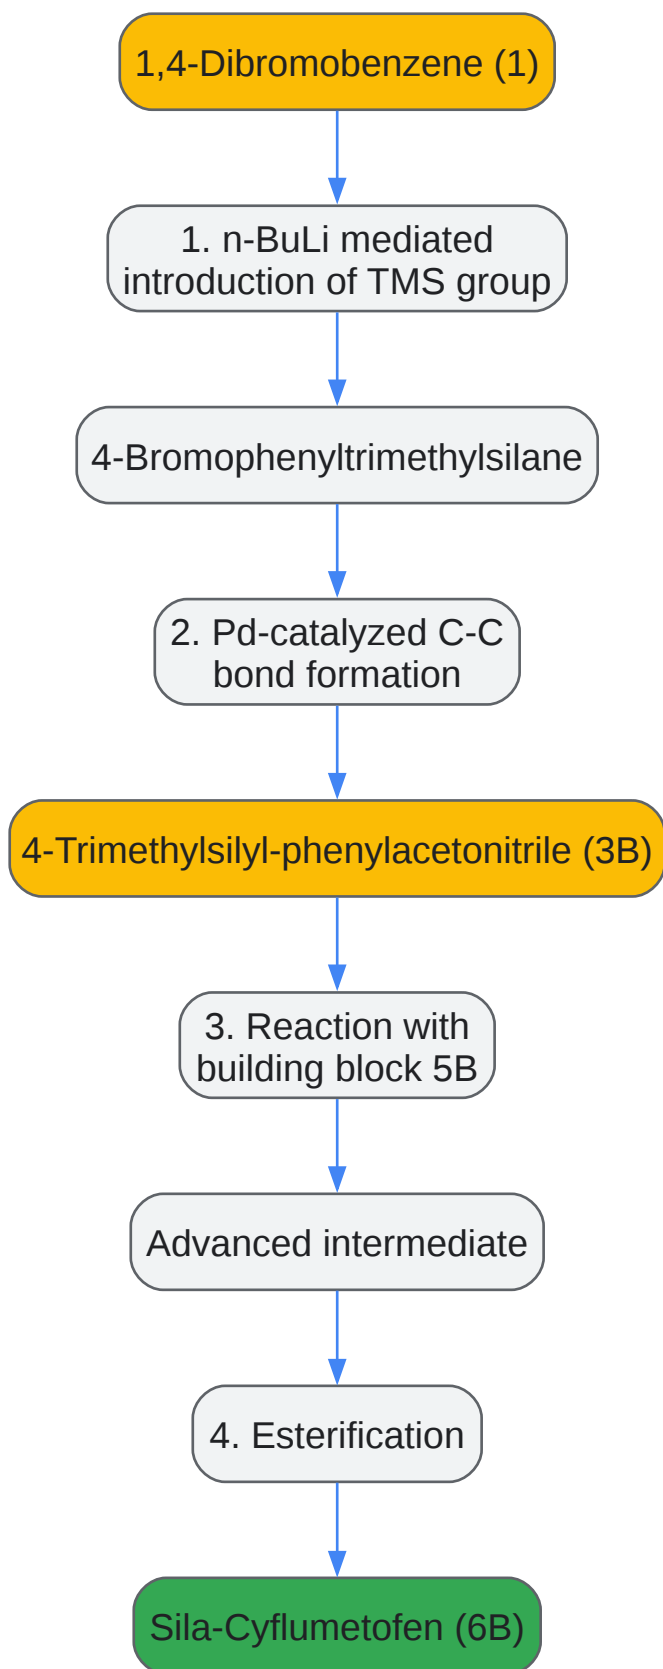 1,4-Dibromobenzene (1)
1. n-BuLi mediated
introduction of TMS group
4-Bromophenyltrimethylsilane
2. Pd-catalyzed C-C
bond formation
4-Trimethylsilyl-phenylacetonitrile (3B)
3. Reaction with
building block 5B
Advanced intermediate
4. Esterification
Sila-Cyflumetofen (6B)